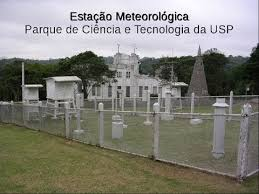 Estação Meteorológica
Parque de Ciência e Tecnologia da USP